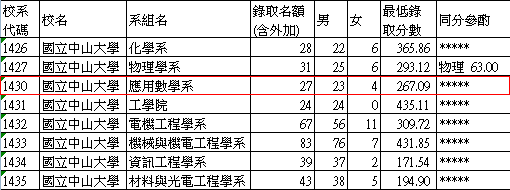 校系代碼 校名 系組名 錄取名額(含外加) 男 女 最低錄取分數 同分參酌
1426 國立中山大學 化學系 28 22 6 365.86 *****
1427 國立中山大學 物理學系 31 25 6 293.12 物理 63.00
1430 國立中山大學 應用數學系 27 23 4 267.09 *****
1431 國立中山大學 工學院 24 24 0 435.11 *****
1432 國立中山大學 電機工程學系 67 56 11 309.72 *****
1433 國立中山大學 機械與機電工程學系 83 76 7 431.85 *****
1434 國立中山大學 資訊工程學系 39 37 2 171.54 *****
1435 國立中山大學 材料與光電工程學系 43 38 5 194.90 *****